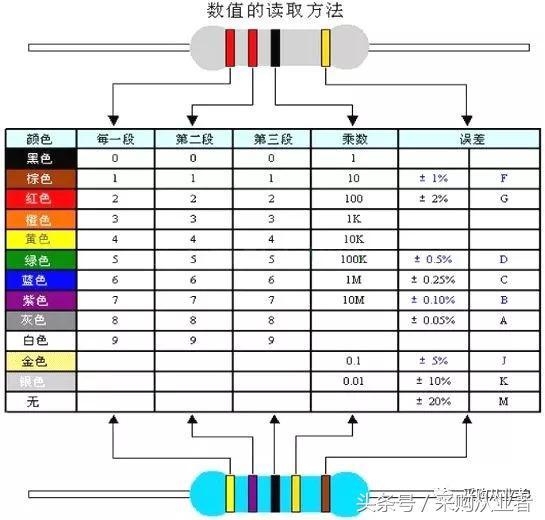 数值的读取方法
颜色 每一段 第二段 第三段 乘数 误差
黑色 0 0 0 1
棕色 1 1 1 10 ± 1% F
红色 2 2 2 100 ± 2% G
橙色 3 3 3 1K
黄色 4 4 4 10K
绿色 5 5 5 100K ± 0.5% D
蓝色 6 6 6 1M ± 0.25% C
紫色 7 7 7 10M ± 0.10% B
灰色 8 8 8 ± 0.05% A
白色 9 9 9
金色 0.1 ± 5% J
银色 0.01 ± 10% K
无 ± 20% M
采购从业者
头条号/采购从业者